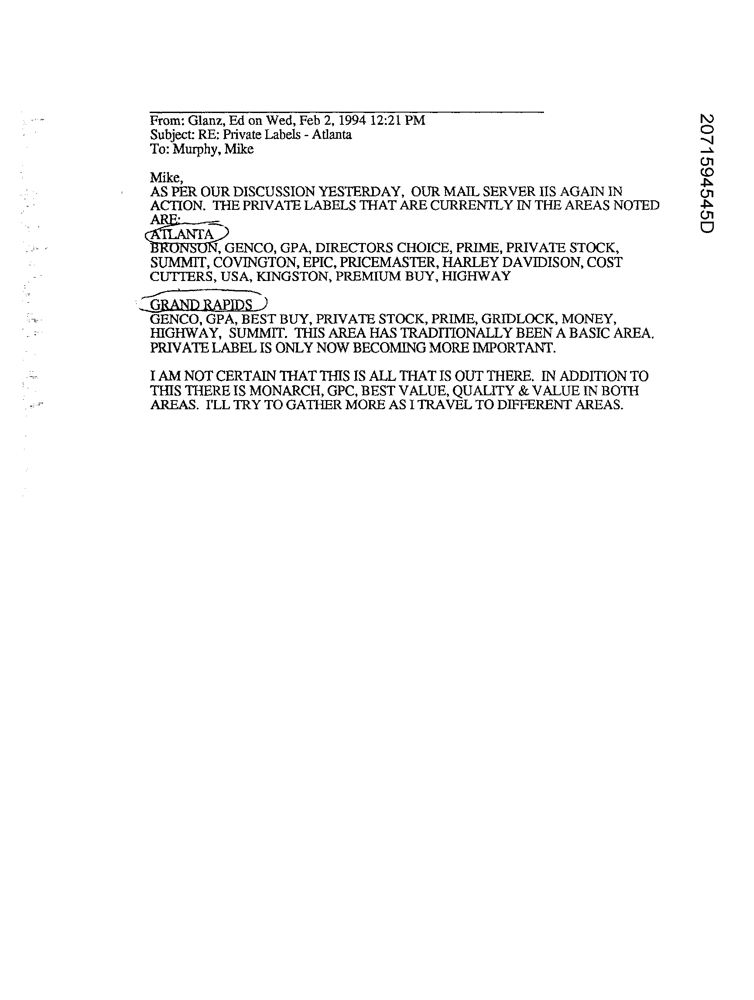 From: Glanz, Ed on Wed, Feb 2, 1994 12:21 PM
Subject: RE: Private Labels - Atlanta
To: Murphy, Mike
Mike,
AS PER OUR DISCUSSION YESTERDAY, OUR MAIL SERVER IIS AGAIN IN
ACTION. THE PRIVATE LABELS THAT ARE CURRENTLY IN THE AREAS NOTED
ARE:
ATLANTA
BRONSON, GENCO, GPA, DIRECTORS CHOICE, PRIME, PRIVATE STOCK,
SUMMIT, COVINGTON, EPIC, PRICEMASTER, HARLEY DAVIDISON, COST
CUTTERS, USA, KINGSTON, PREMIUM BUY, HIGHWAY
GRAND RAPIDS
GENCO, GPA, BEST BUY, PRIVATE STOCK, PRIME, GRIDLOCK, MONEY,
HIGHWAY, SUMMIT. THIS AREA HAS TRADITIONALLY BEEN A BASIC AREA.
PRIVATE LABEL IS ONLY NOW BECOMING MORE IMPORTANT.
I AM NOT CERTAIN THAT THIS IS ALL THAT IS OUT THERE. IN ADDITION TO
THIS THERE IS MONARCH, GPC, BEST VALUE, QUALITY & VALUE IN BOTH
AREAS. I'LL TRY TO GATHER MORE AS I TRAVEL TO DIFFERENT AREAS.
2071594545D